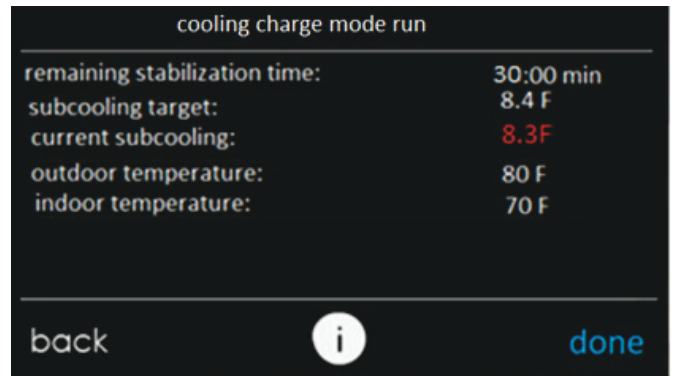 cooling charge mode run
remaining stabilization time: 30:00 min
subcooling target: 8.4 F
current subcooling: 8.3F
outdoor temperature: 80 F
indoor temperature: 70 F
back i done